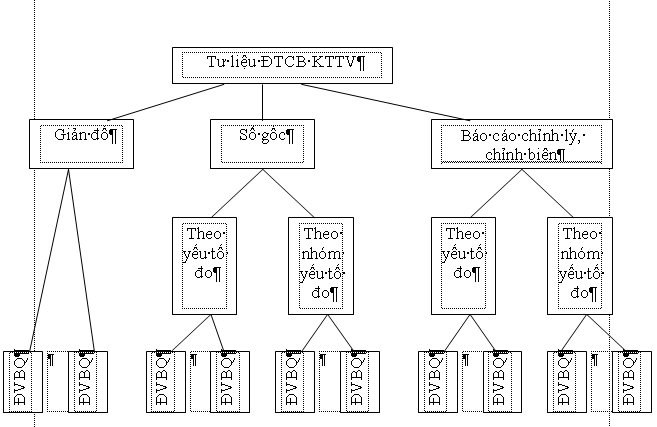 Tư·liệu·ĐTCB·KTTV¶
Giản·đồ¶
Số·gốc¶
Báo·cáo·chỉnh·lý,·
chỉnh·biên¶
Theo·
yếu·tố·
đo¶
Theo·
nhóm·
yếu·tố·
đo¶
Theo·
yếu·tố·
đo¶
Theo·
nhóm·
yếu·tố·
đo¶
ĐVBQ
¶
ĐVBQ
ĐVBQ
¶
ĐVBQ
ĐVBQ
¶
ĐVBQ
ĐVBQ
¶
ĐVBQ
ĐVBQ
¶
ĐVBQ